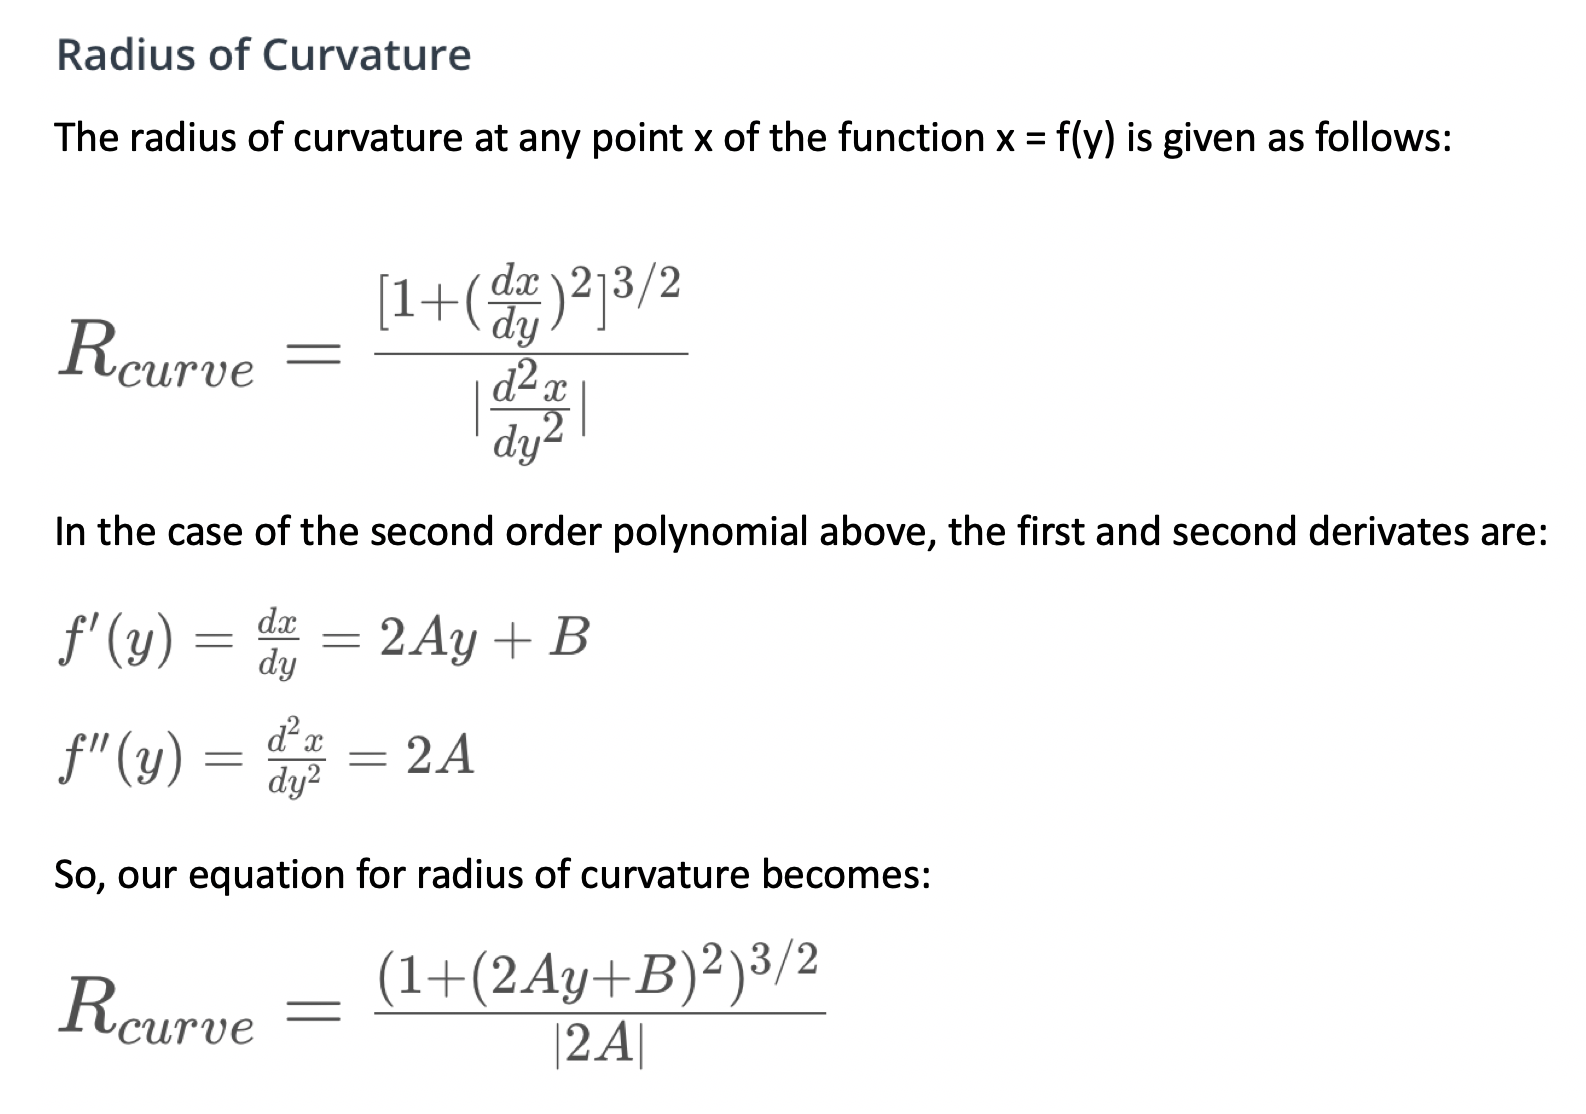 Radius of Curvature
The radius of curvature at any point x of the function x = f(y) is given as follows:
$R_{curve} = \frac{[1+(\frac{dx}{dy})^2]^{3/2}}{|\frac{d^2x}{dy^2}|}$
In the case of the second order polynomial above, the first and second derivates are:
$f'(y) = \frac{dx}{dy} = 2Ay + B$
$f''(y) = \frac{d^2x}{dy^2} = 2A$
So, our equation for radius of curvature becomes:
$R_{curve} = \frac{(1+(2Ay+B)^2)^{3/2}}{|2A|}$